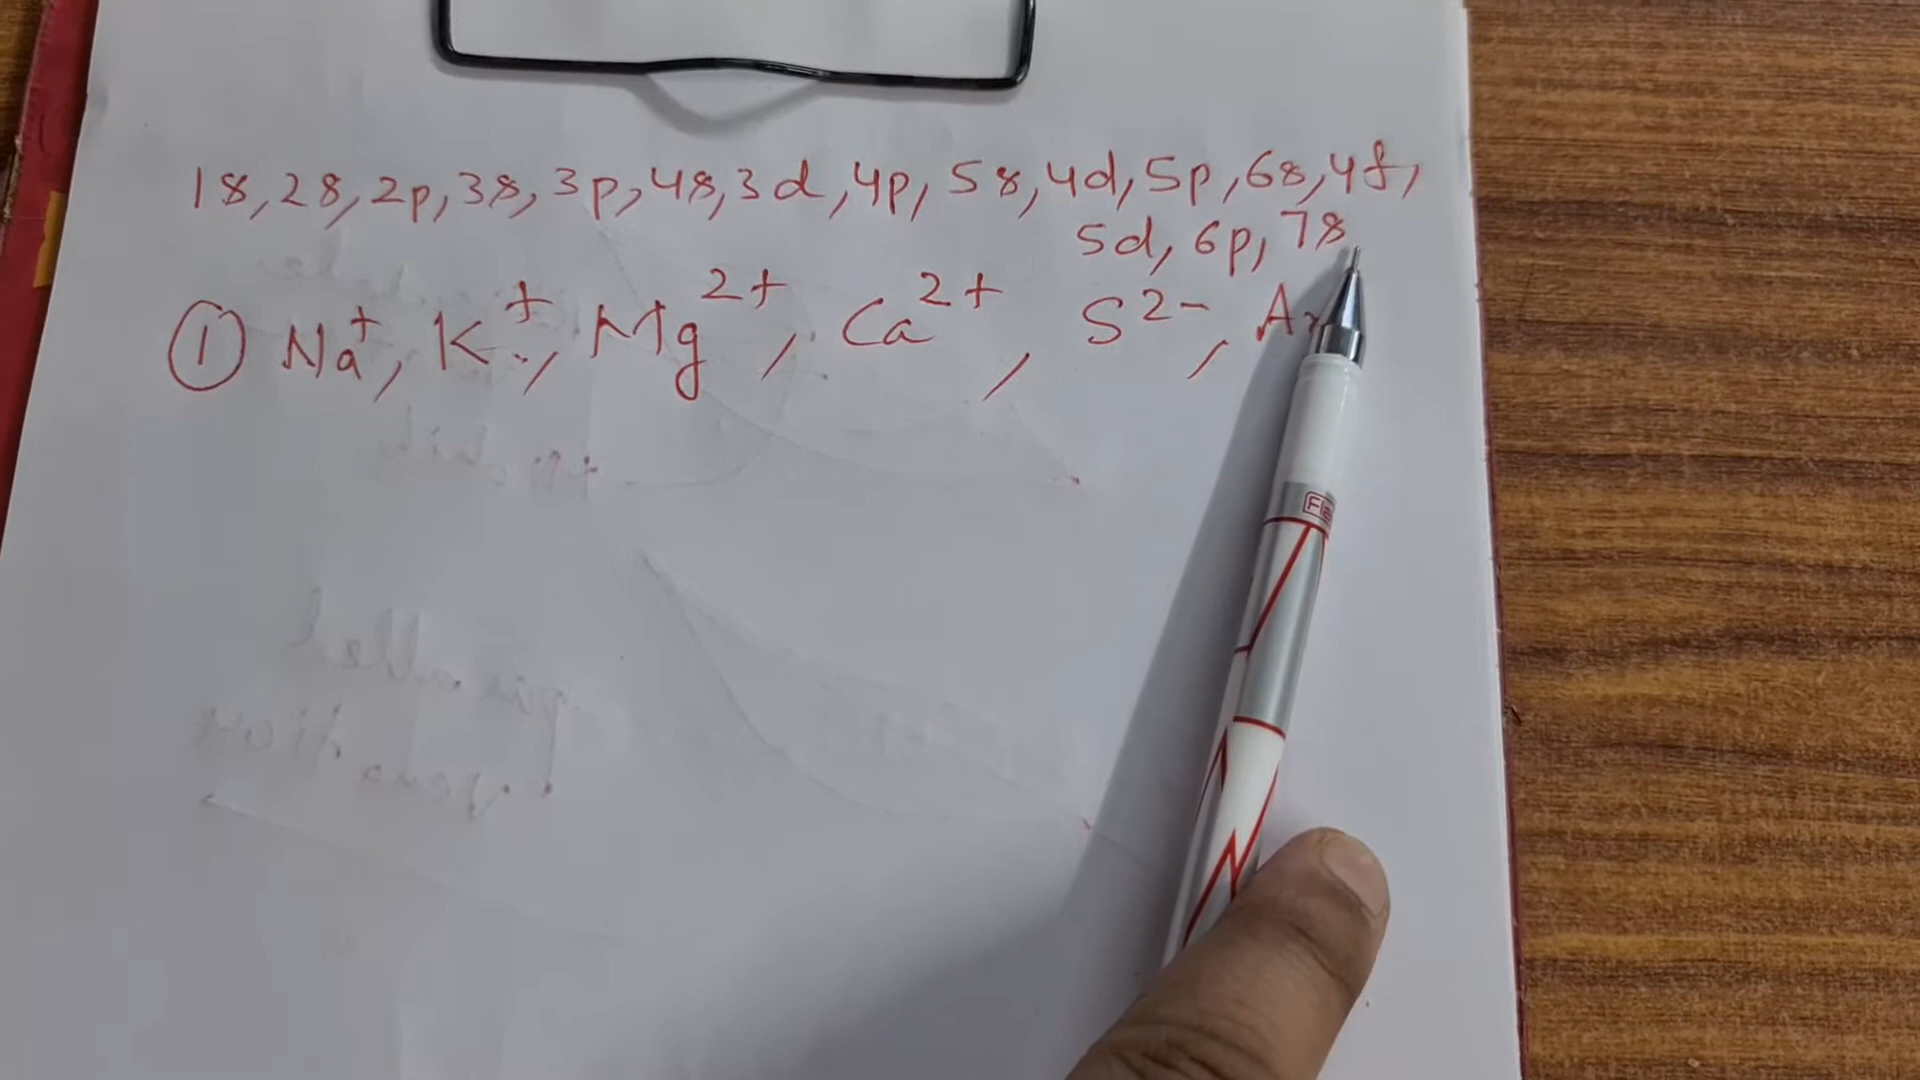 1s, 2s, 2p, 3s, 3p, 4s, 3d, 4p, 5s, 4d, 5p, 6s, 4f,
5d, 6p, 7s
① Na⁺, K⁺, Mg²⁺, Ca²⁺, S²⁻, Ar